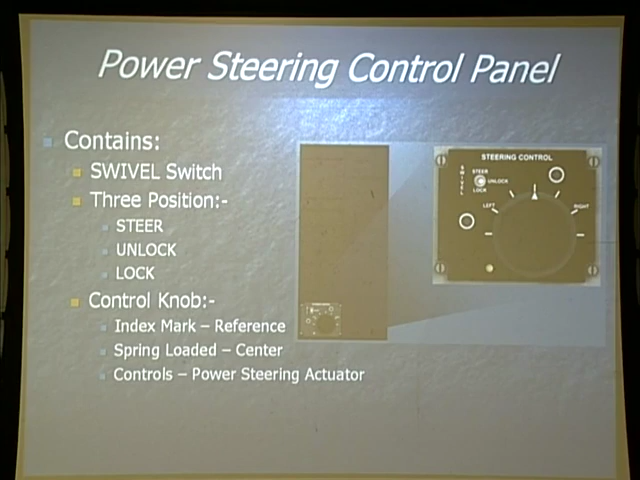 Power Steering Control Panel
Contains:
SWIVEL Switch
Three Position:-
STEER
UNLOCK
LOCK
Control Knob:-
Index Mark – Reference
Spring Loaded – Center
Controls – Power Steering Actuator
STEERING CONTROL
SWIVEL
STEER
UNLOCK
LOCK
LEFT
RIGHT